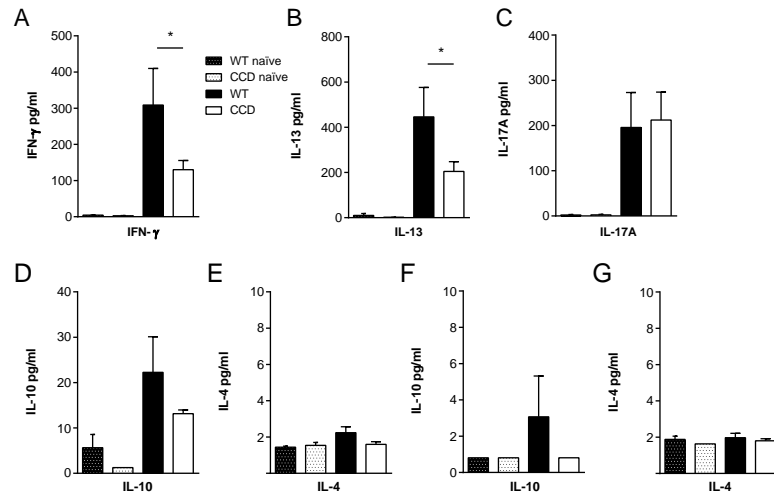 A
500
400
300
200
100
0
IFN-γ pg/ml
*
IFN- γ
WT naïve
CCD naïve
WT
CCD
B
800
600
400
200
0
IL-13 pg/ml
*
IL-13
C
400
300
200
100
0
IL-17A pg/ml
IL-17A
D
40
30
20
10
0
IL-10 pg/ml
IL-10
E
10
8
6
4
2
IL-4 pg/ml
IL-4
F
10
8
6
4
2
0
IL-10 pg/ml
IL-10
G
10
8
6
4
2
0
IL-4 pg/ml
IL-4